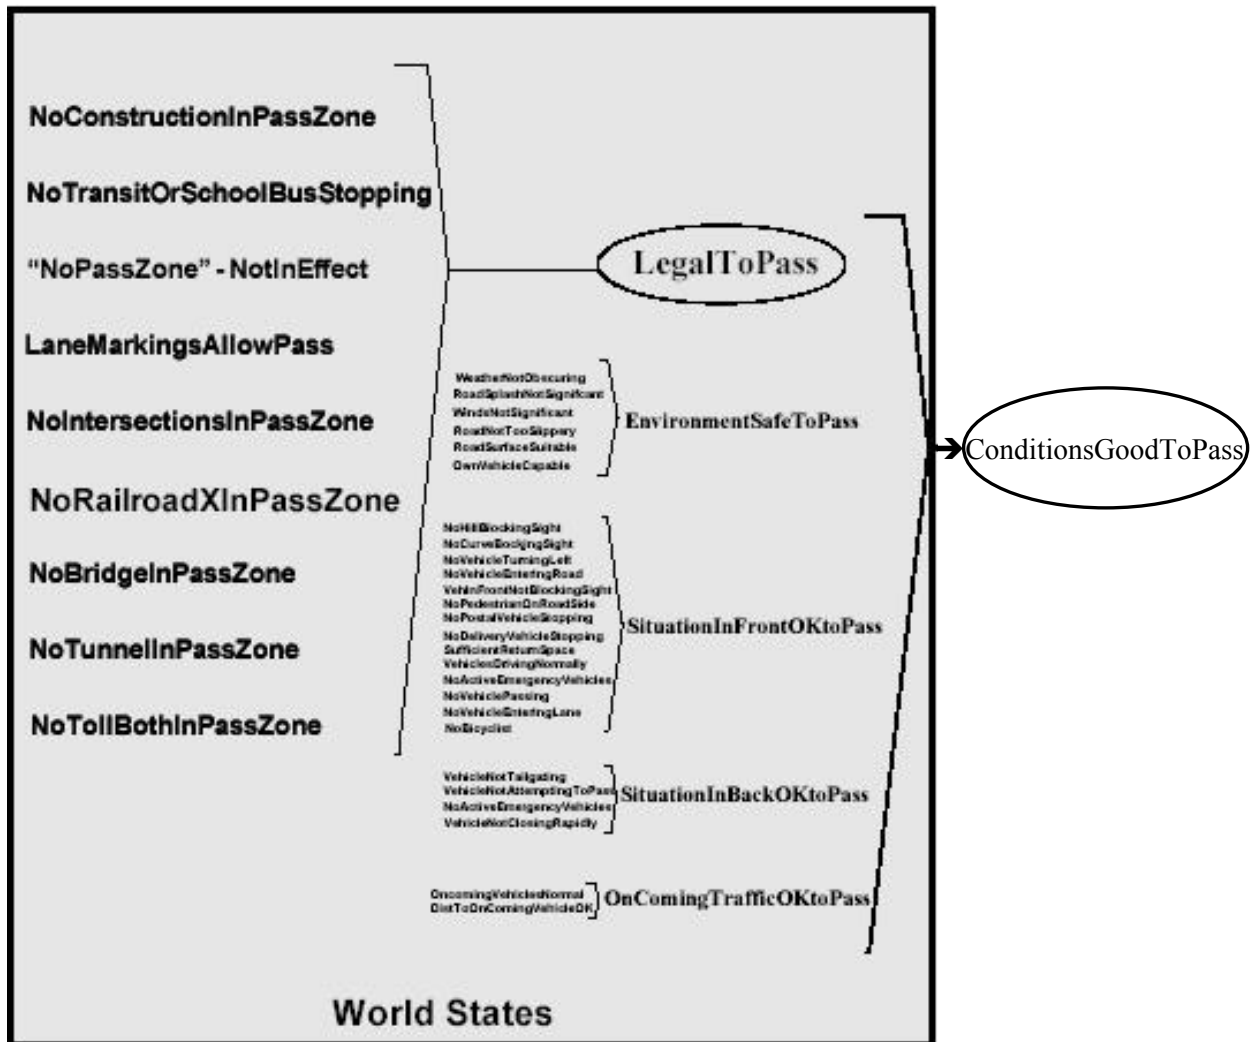 NoConstructionInPassZone
NoTransitOrSchoolBusStopping
“NoPassZone” - NotInEffect
LaneMarkingsAllowPass
NoIntersectionsInPassZone
NoRailroadXInPassZone
NoBridgeInPassZone
NoTunnelInPassZone
NoTollBothInPassZone
LegalToPass
WeatherNotObscuring
RoadSplashNotSignifcant
WindsNotSignificant
RoadNotTooSlippery
RoadSurfaceSuitable
OwnVehicleCapable
EnvironmentSafeToPass
NoHillBlockingSight
NoCurveBockjngSight
NoVehicleTurningLeft
NoVehicleEnteringRoad
VehInFrontNotBlockingSight
NoPedestrianOnRoadSide
NoPostalVehicleStopping
NoDeliveryVehicleStopping
SufficientReturnSpace
VehiclesDrivingNormally
NoActiveEmergencyVehicles
NoVehiclePassing
NoVehicleEnteringLane
NoBicyclist
SituationInFrontOKtoPass
VehicleNotTailgating
VehicleNotAttemptingToPass
NoActiveEmergencyVehicles
VehicleNotClosingRapidly
SituationInBackOKtoPass
OncomingVehiclesNormal
DistToOnComingVehicleOK
OnComingTrafficOKtoPass
ConditionsGoodToPass
World States